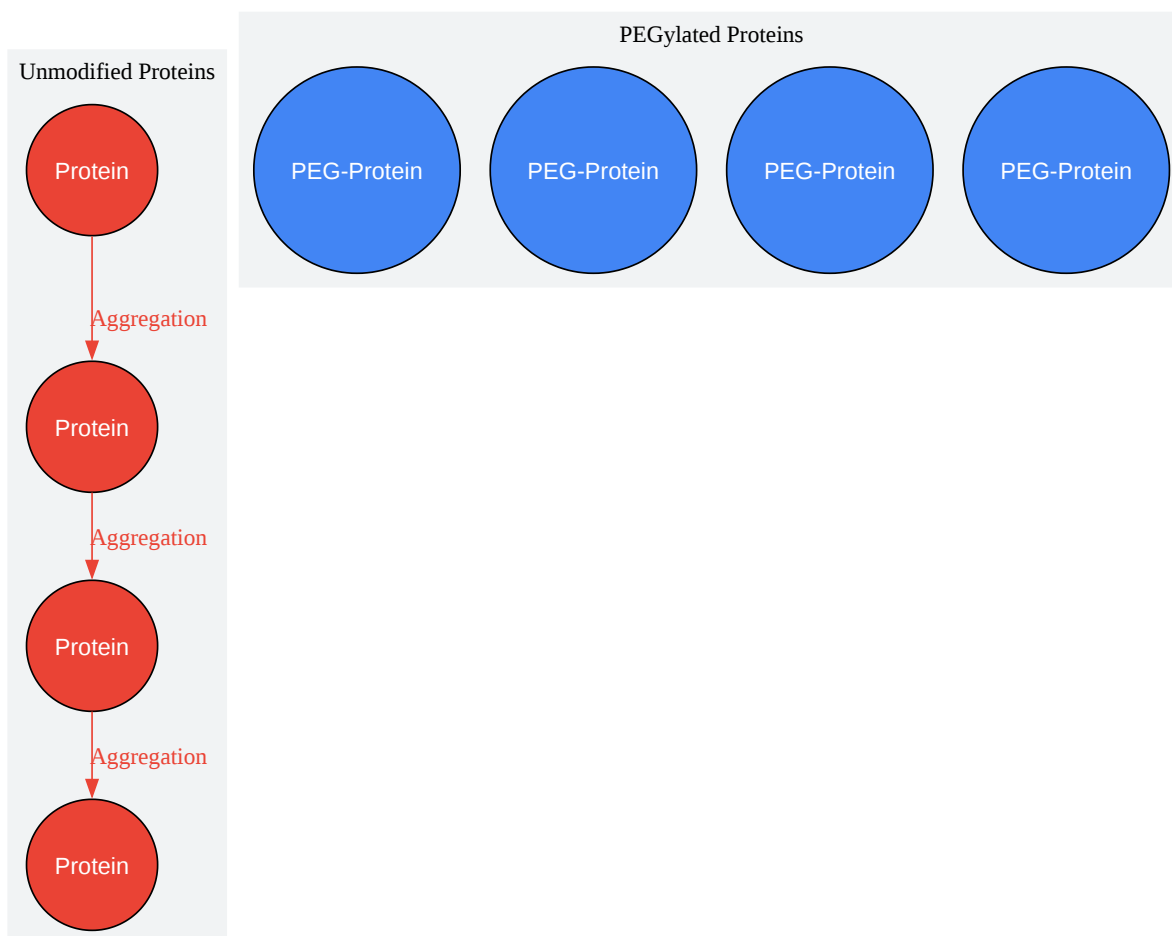 Unmodified Proteins
Protein
Aggregation
Protein
Aggregation
Protein
Aggregation
Protein
PEGylated Proteins
PEG-Protein
PEG-Protein
PEG-Protein
PEG-Protein